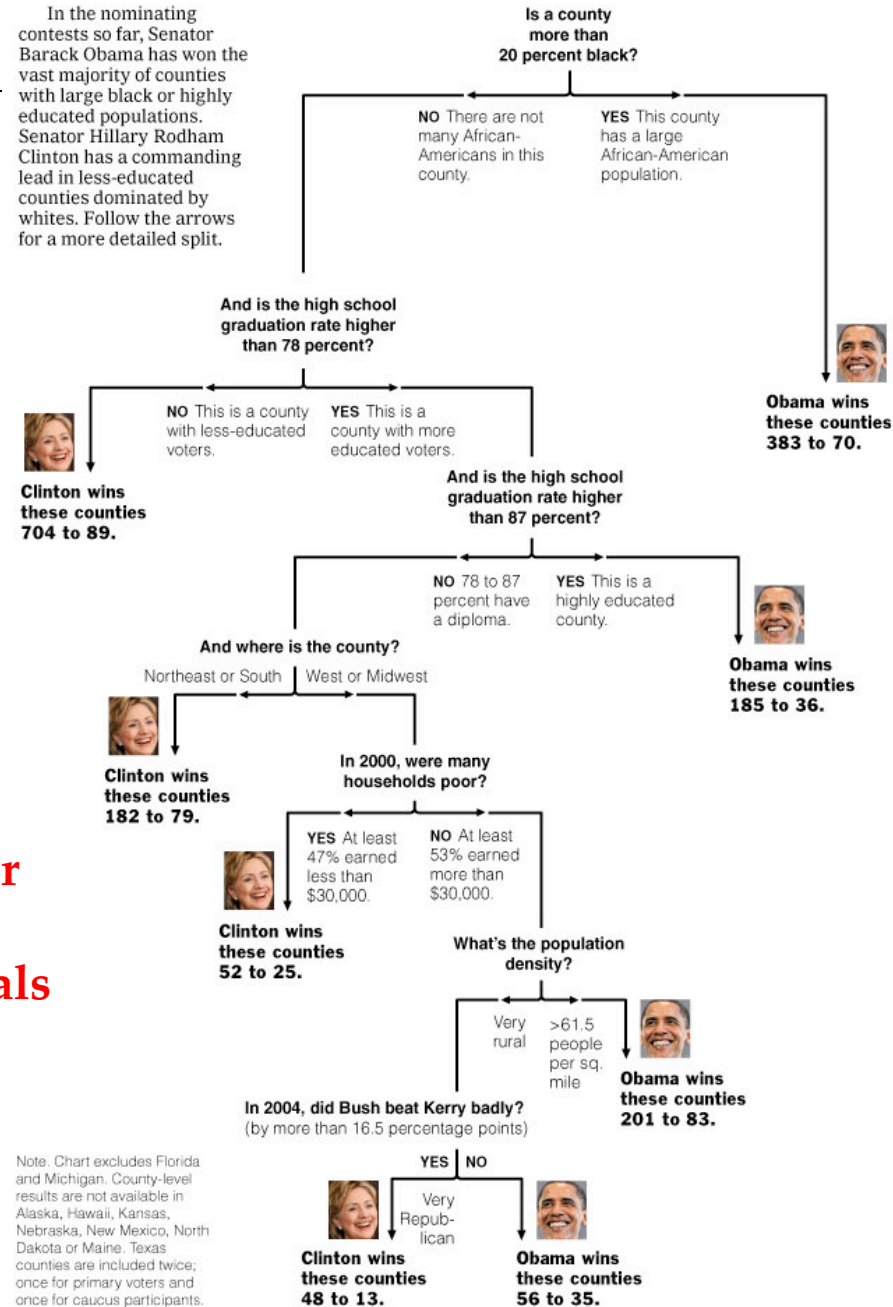 In the nominating
contests so far, Senator
Barack Obama has won the
vast majority of counties
with large black or highly
educated populations.
Senator Hillary Rodham
Clinton has a commanding
lead in less-educated
counties dominated by
whites. Follow the arrows
for a more detailed split.
Is a county
more than
20 percent black?
NO There are not
many African-
Americans in this
county.
YES This county
has a large
African-American
population.
And is the high school
graduation rate higher
than 78 percent?
Obama wins
these counties
383 to 70.
NO This is a county
with less-educated
voters.
YES This is a
county with more
educated voters.
Clinton wins
these counties
704 to 89.
And is the high school
graduation rate higher
than 87 percent?
NO 78 to 87
percent have
a diploma.
YES This is a
highly educated
county.
Obama wins
these counties
185 to 36.
And where is the county?
Northeast or South
West or Midwest
Clinton wins
these counties
182 to 79.
In 2000, were many
households poor?
YES At least
47% earned
less than
$30,000.
NO At least
53% earned
more than
$30,000.
r
als
Clinton wins
these counties
52 to 25.
What's the population
density?
Very
rural
>61.5
people
per sq.
mile
Obama wins
these counties
201 to 83.
In 2004, did Bush beat Kerry badly?
(by more than 16.5 percentage points)
YES
NO
Very
Repub-
lican
Clinton wins
these counties
48 to 13.
Obama wins
these counties
56 to 35.
Note. Chart excludes Florida
and Michigan. County-level
results are not available in
Alaska, Hawaii, Kansas,
Nebraska, New Mexico, North
Dakota or Maine. Texas
counties are included twice;
once for primary voters and
once for caucus participants.